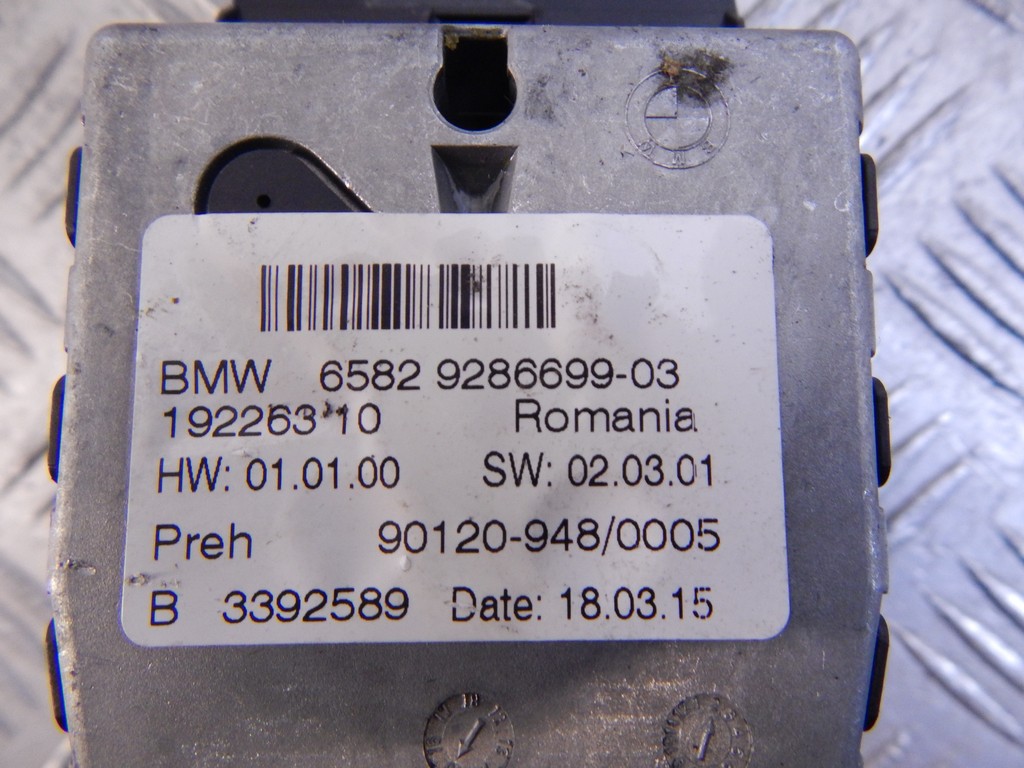 BMW 6582 9286699-03
19226310 Romania
HW: 01.01.00 SW: 02.03.01
Preh 90120-948/0005
B 3392589 Date: 18.03.15